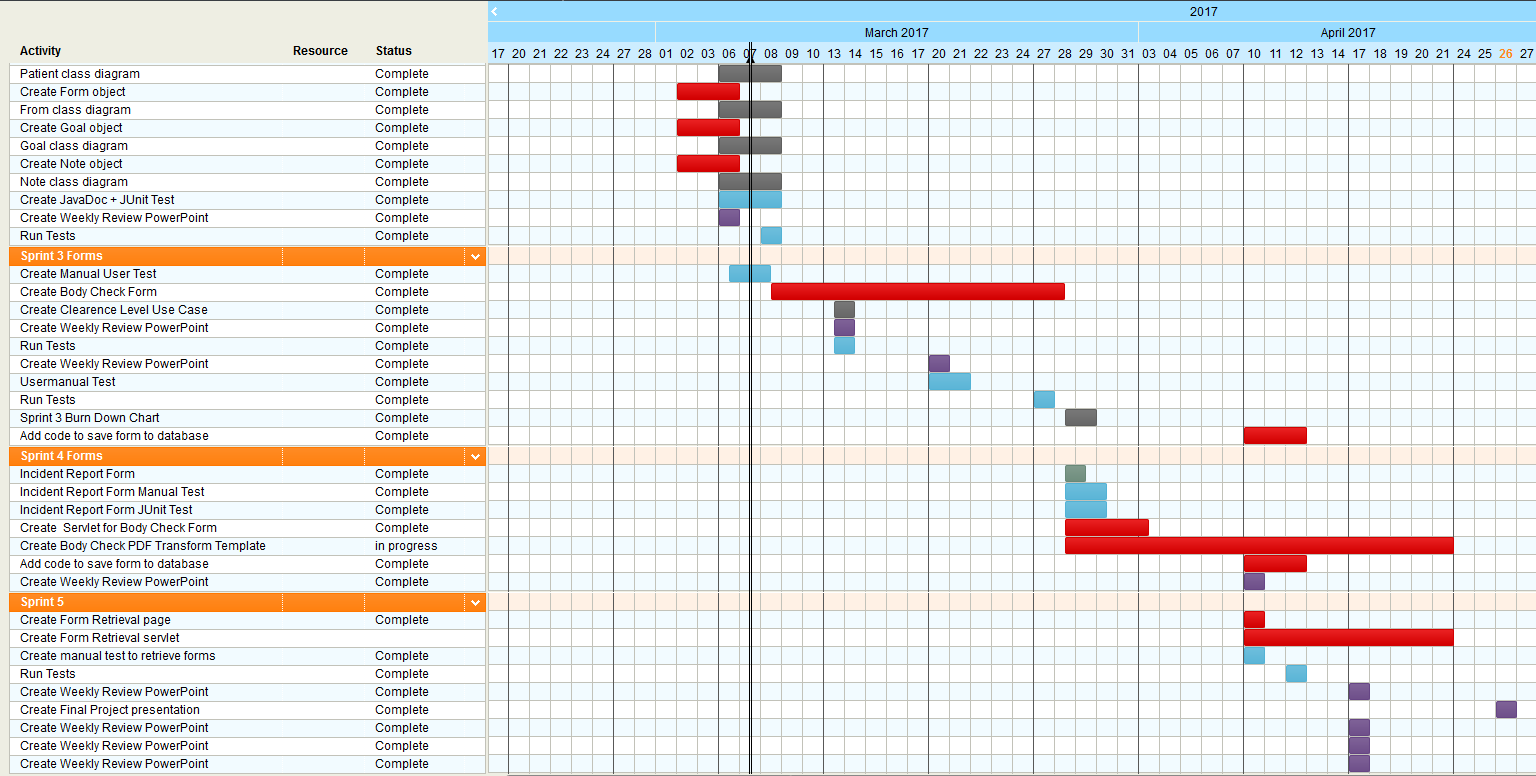 2017
March 2017 April 2017
Activity Resource Status 17 20 21 22 23 24 27 28 01 02 03 06 07 08 09 10 13 14 15 16 17 20 21 22 23 24 27 28 29 30 31 03 04 05 06 07 10 11 12 13 14 17 18 19 20 21 24 25 26 27
Patient class diagram Complete
Create Form object Complete
From class diagram Complete
Create Goal object Complete
Goal class diagram Complete
Create Note object Complete
Note class diagram Complete
Create JavaDoc + JUnit Test Complete
Create Weekly Review PowerPoint Complete
Run Tests Complete
Sprint 3 Forms
Create Manual User Test Complete
Create Body Check Form Complete
Create Clearence Level Use Case Complete
Create Weekly Review PowerPoint Complete
Run Tests Complete
Create Weekly Review PowerPoint Complete
Usermanual Test Complete
Run Tests Complete
Sprint 3 Burn Down Chart Complete
Add code to save form to database Complete
Sprint 4 Forms
Incident Report Form Complete
Incident Report Form Manual Test Complete
Incident Report Form JUnit Test Complete
Create Servlet for Body Check Form Complete
Create Body Check PDF Transform Template in progress
Add code to save form to database Complete
Create Weekly Review PowerPoint Complete
Sprint 5
Create Form Retrieval page Complete
Create Form Retrieval servlet
Create manual test to retrieve forms Complete
Run Tests Complete
Create Weekly Review PowerPoint Complete
Create Final Project presentation Complete
Create Weekly Review PowerPoint Complete
Create Weekly Review PowerPoint Complete
Create Weekly Review PowerPoint Complete